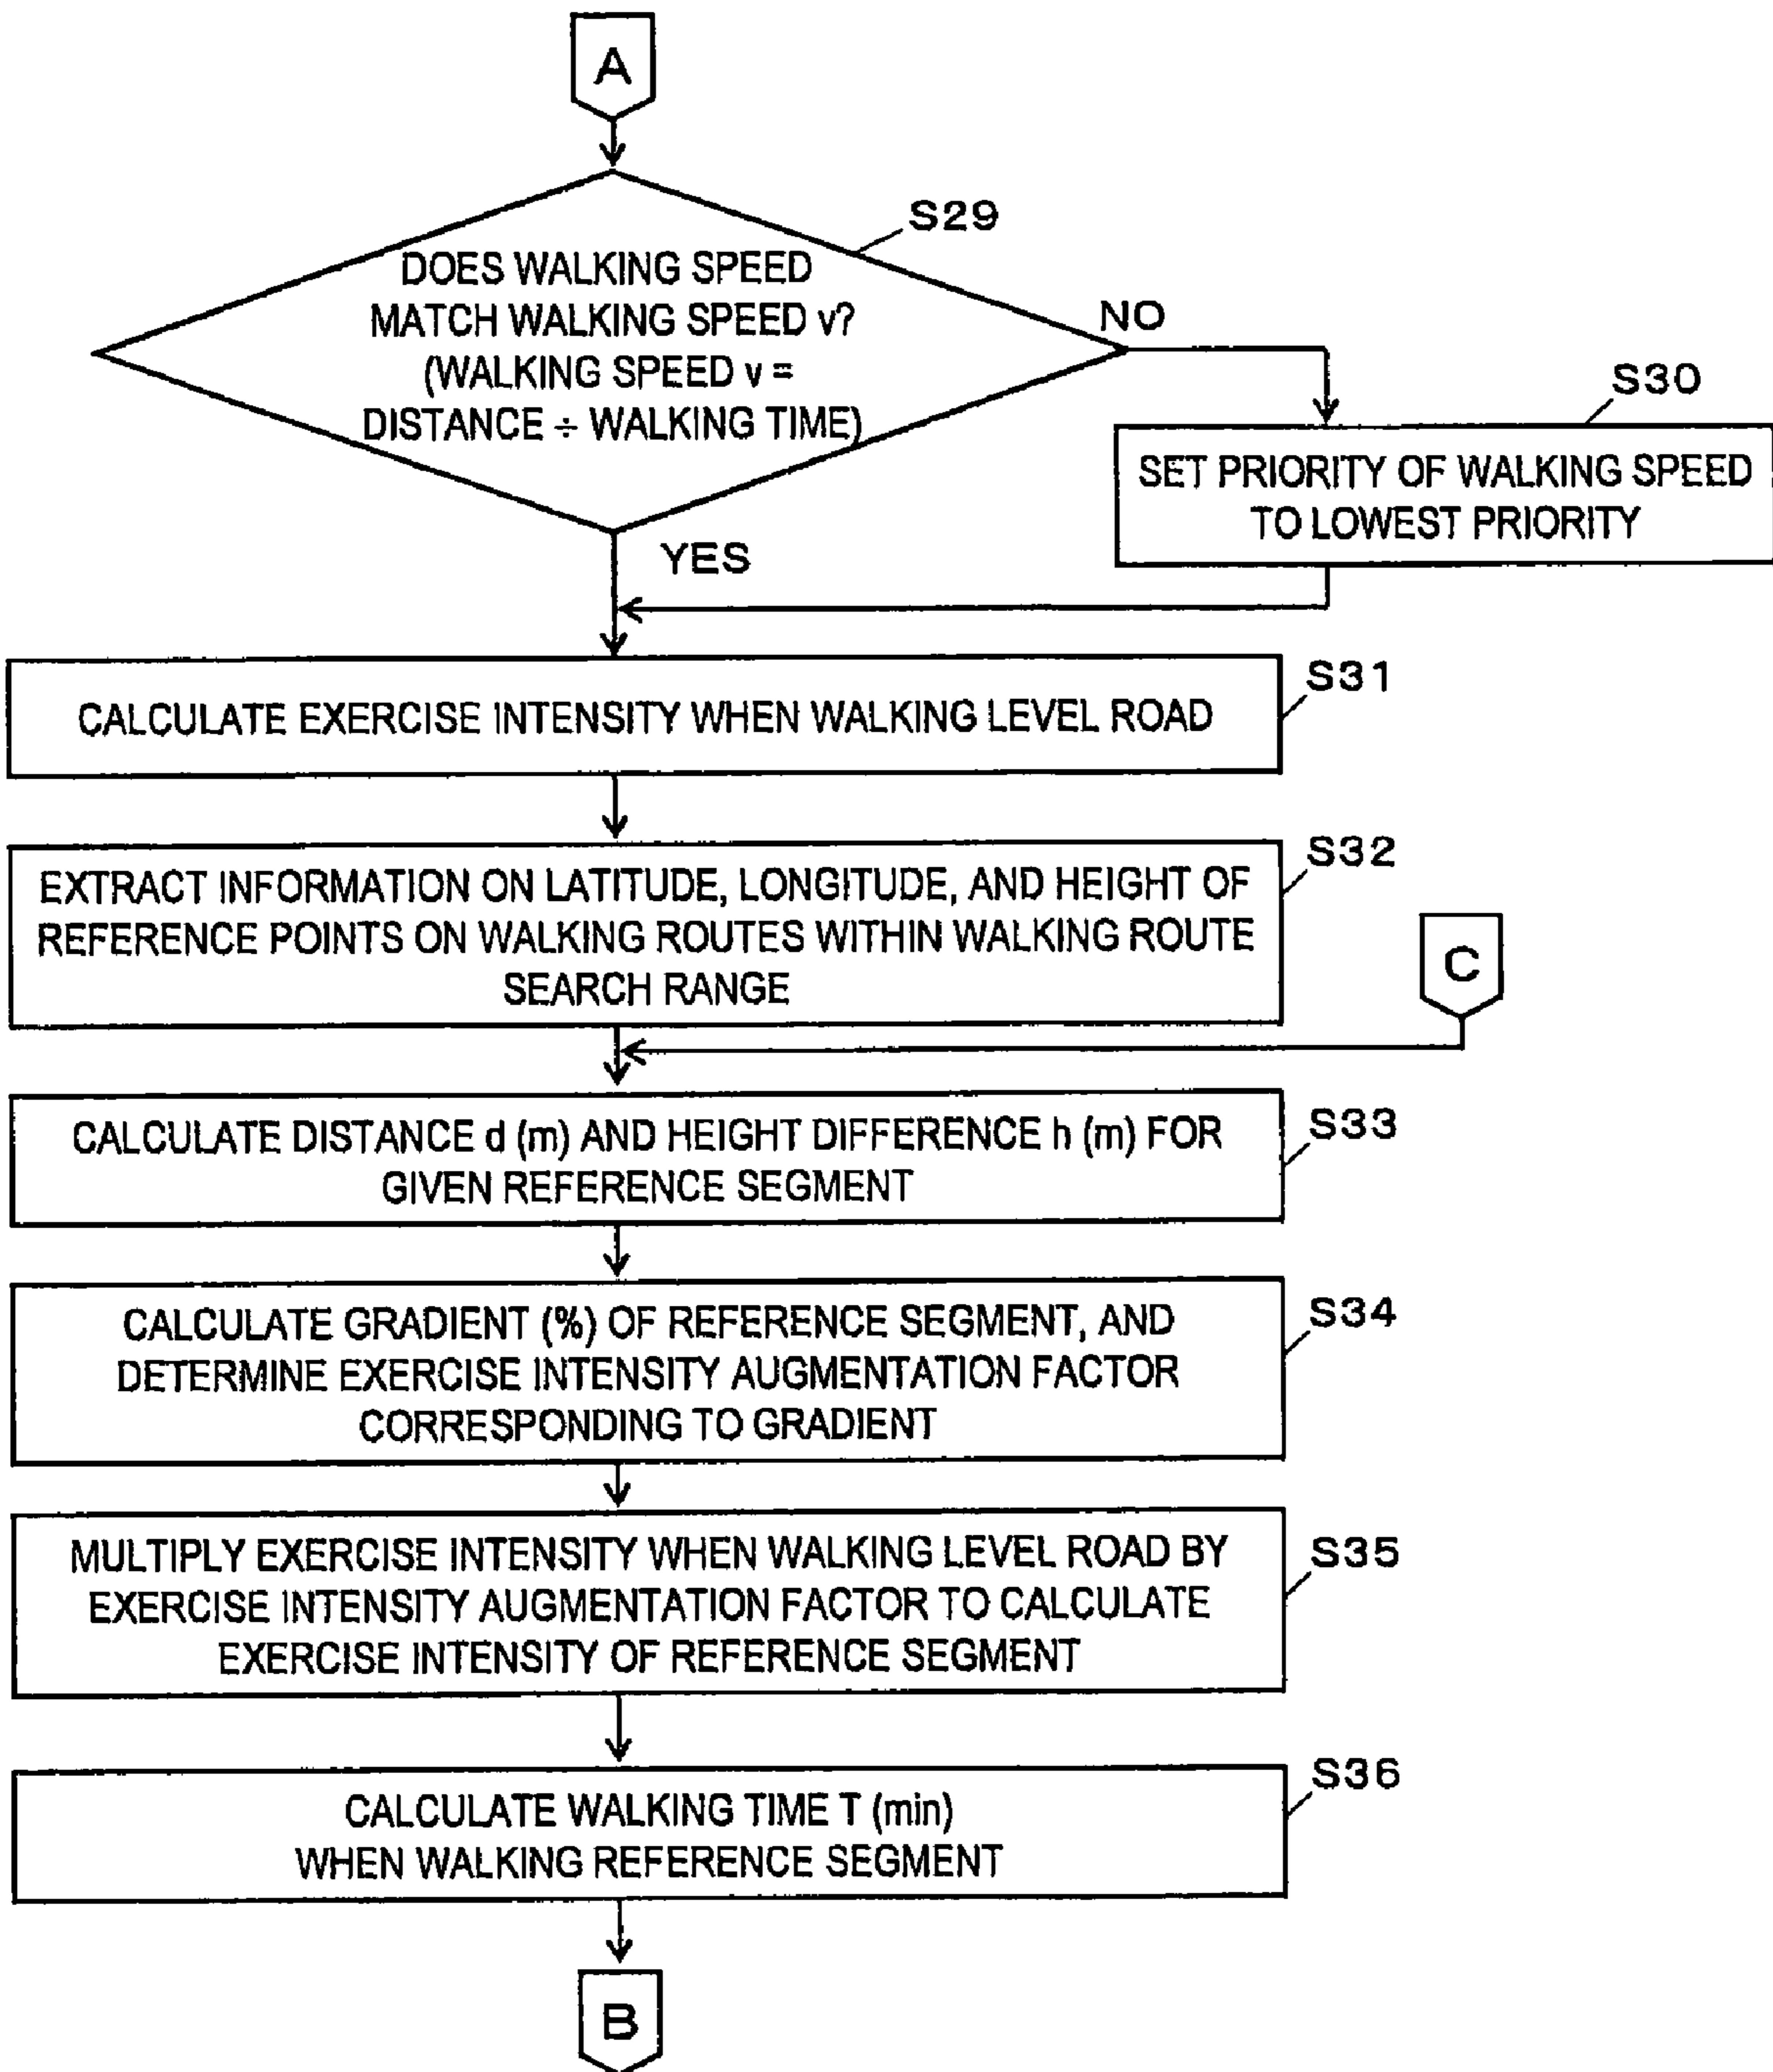 A
S29
DOES WALKING SPEED
MATCH WALKING SPEED v?
(WALKING SPEED v =
DISTANCE ÷ WALKING TIME)
NO
S30
SET PRIORITY OF WALKING SPEED
TO LOWEST PRIORITY
YES
S31
CALCULATE EXERCISE INTENSITY WHEN WALKING LEVEL ROAD
S32
EXTRACT INFORMATION ON LATITUDE, LONGITUDE, AND HEIGHT OF
REFERENCE POINTS ON WALKING ROUTES WITHIN WALKING ROUTE
SEARCH RANGE
C
S33
CALCULATE DISTANCE d (m) AND HEIGHT DIFFERENCE h (m) FOR
GIVEN REFERENCE SEGMENT
S34
CALCULATE GRADIENT (%) OF REFERENCE SEGMENT, AND
DETERMINE EXERCISE INTENSITY AUGMENTATION FACTOR
CORRESPONDING TO GRADIENT
S35
MULTIPLY EXERCISE INTENSITY WHEN WALKING LEVEL ROAD BY
EXERCISE INTENSITY AUGMENTATION FACTOR TO CALCULATE
EXERCISE INTENSITY OF REFERENCE SEGMENT
S36
CALCULATE WALKING TIME T (min)
WHEN WALKING REFERENCE SEGMENT
B